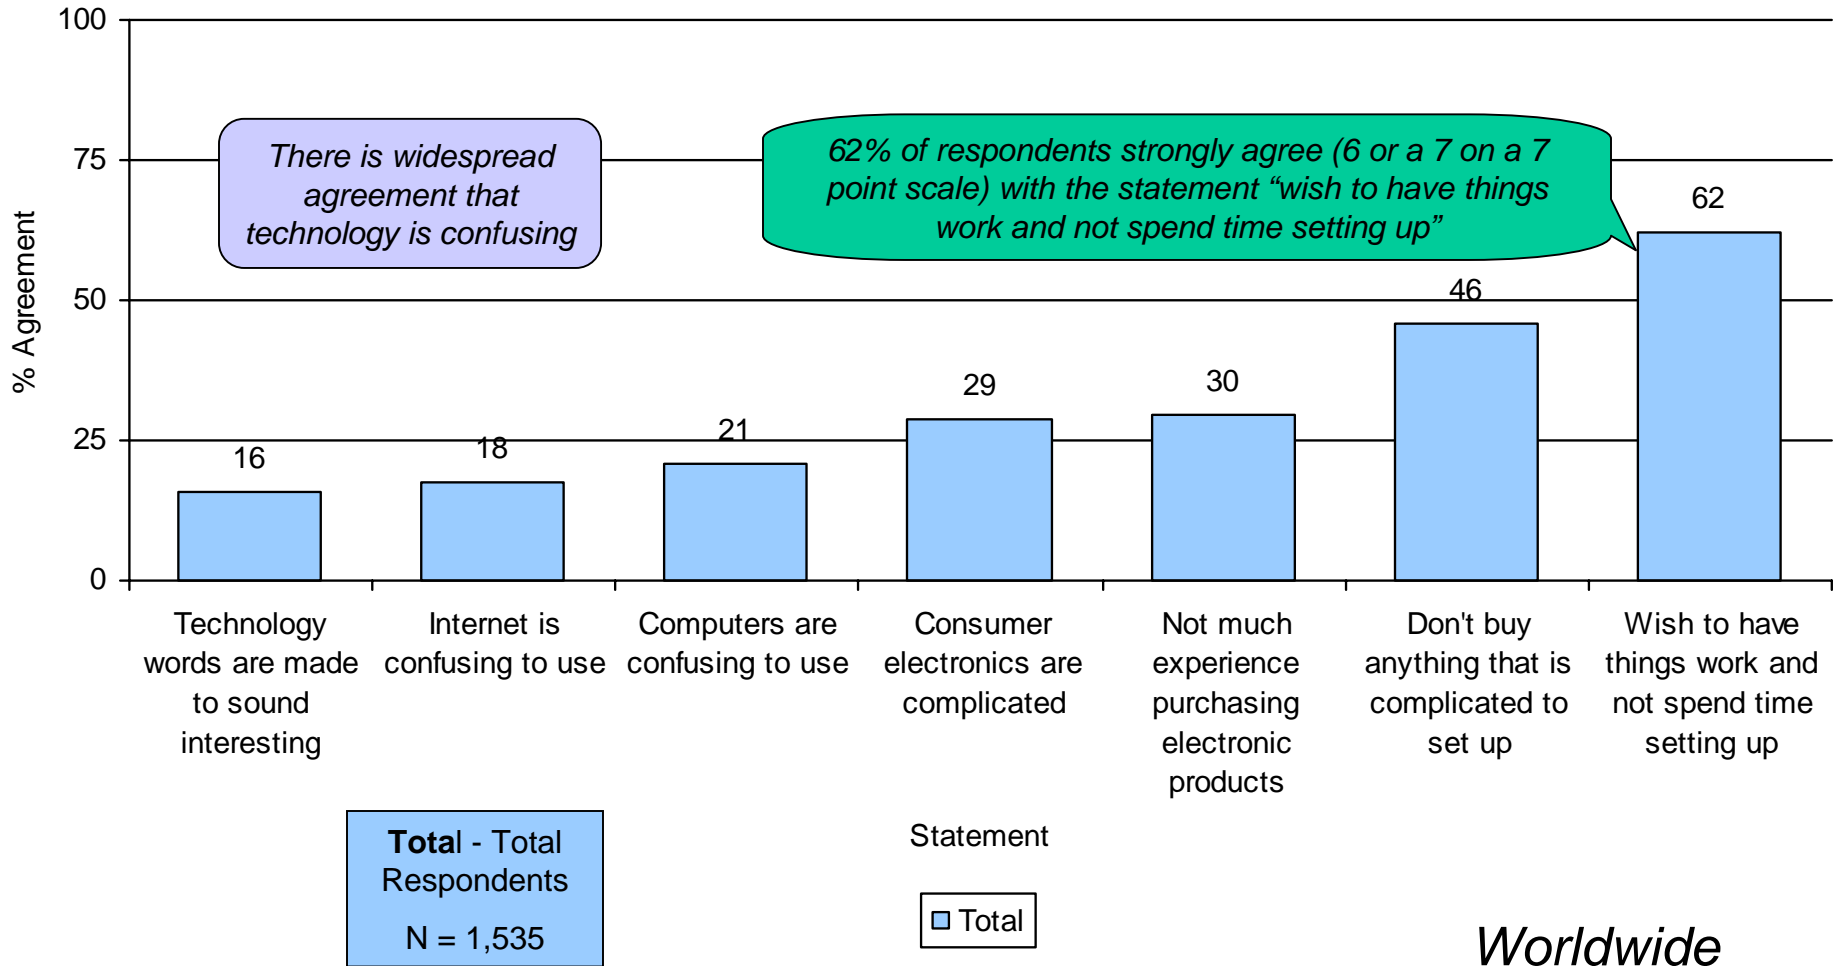 100
75
50
25
0
% Agreement
There is widespread
agreement that
technology is confusing
62% of respondents strongly agree (6 or a 7 on a 7
point scale) with the statement “wish to have things
work and not spend time setting up”
16
18
21
29
30
46
62
Technology
words are made
to sound
interesting
Internet is
confusing to use
Computers are
confusing to use
Consumer
electronics are
complicated
Not much
experience
purchasing
electronic
products
Don't buy
anything that is
complicated to
set up
Wish to have
things work and
not spend time
setting up
Statement
Total - Total
Respondents
N = 1,535
Total
Worldwide